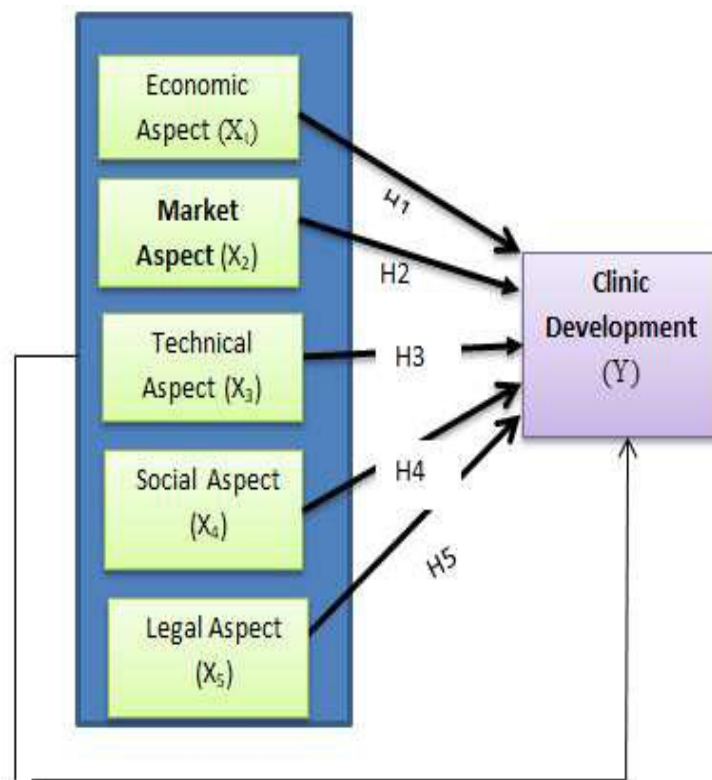 Economic
Aspect (X₁)
Market
Aspect (X₂)
Technical
Aspect (X₃)
Social Aspect
(X₄)
Legal Aspect
(X₅)
H1
H2
H3
H4
H5
Clinic
Development
(Y)